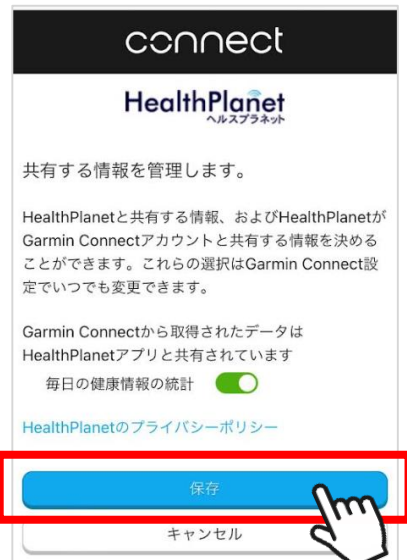 connect
HealthPlanet
ヘルスプラネット
共有する情報を管理します。
HealthPlanetと共有する情報、およびHealthPlanetが
Garmin Connectアカウントと共有する情報を決める
ことができます。これらの選択はGarmin Connect設
定でいつでも変更できます。
Garmin Connectから取得されたデータは
HealthPlanetアプリと共有されています
毎日の健康情報の統計
HealthPlanetのプライバシーポリシー
保存
キャンセル